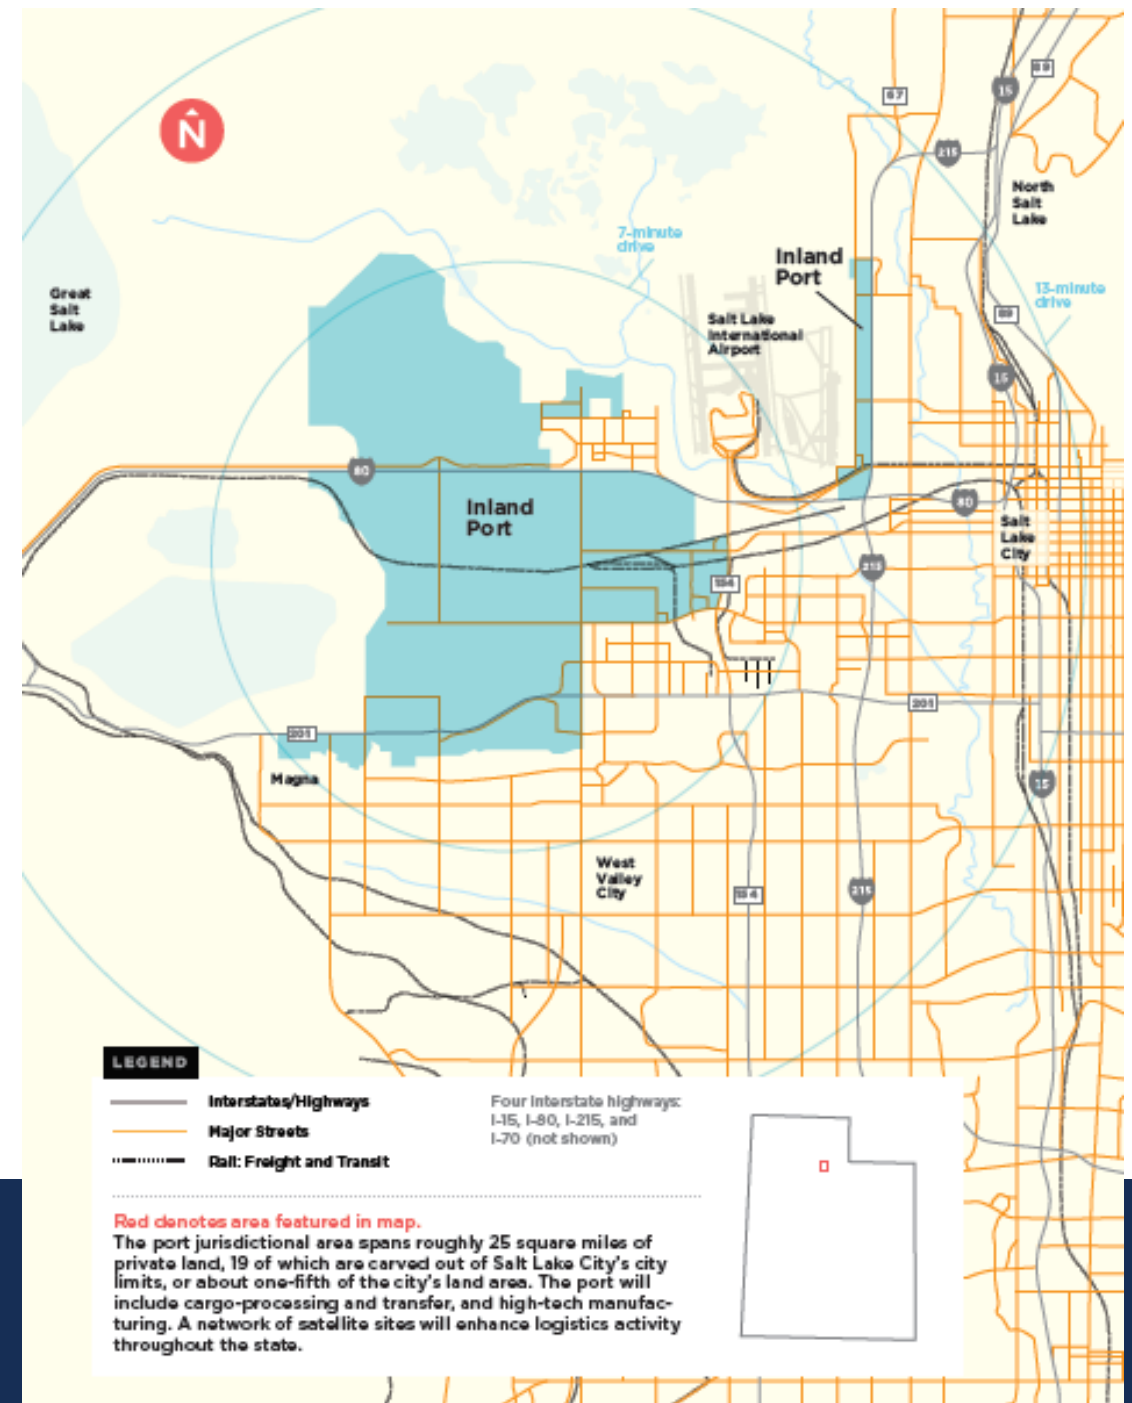 N
67
89
15
215
North
Salt
Lake
7-minute
drive
Inland
Port
13-minute
drive
Great
Salt
Lake
89
Salt Lake
International
Airport
15
80
Inland
Port
80
Salt
Lake
City
215
154
201
201
Magna
15
West
Valley
City
154
215
LEGEND
Interstates/Highways
Major Streets
Rail: Freight and Transit
Four interstate highways:
I-15, I-80, I-215, and
I-70 (not shown)
Red denotes area featured in map.
The port jurisdictional area spans roughly 25 square miles of
private land, 19 of which are carved out of Salt Lake City's city
limits, or about one-fifth of the city's land area. The port will
include cargo-processing and transfer, and high-tech manufac-
turing. A network of satellite sites will enhance logistics activity
throughout the state.